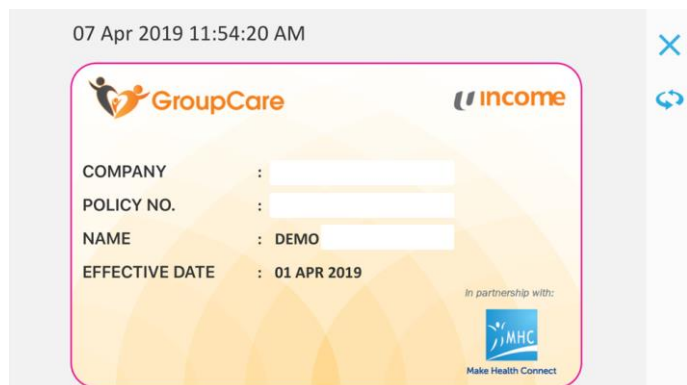 07 Apr 2019 11:54:20 AM
GroupCare
income
COMPANY :
POLICY NO. :
NAME : DEMO
EFFECTIVE DATE : 01 APR 2019
In partnership with:
MHC
Make Health Connect